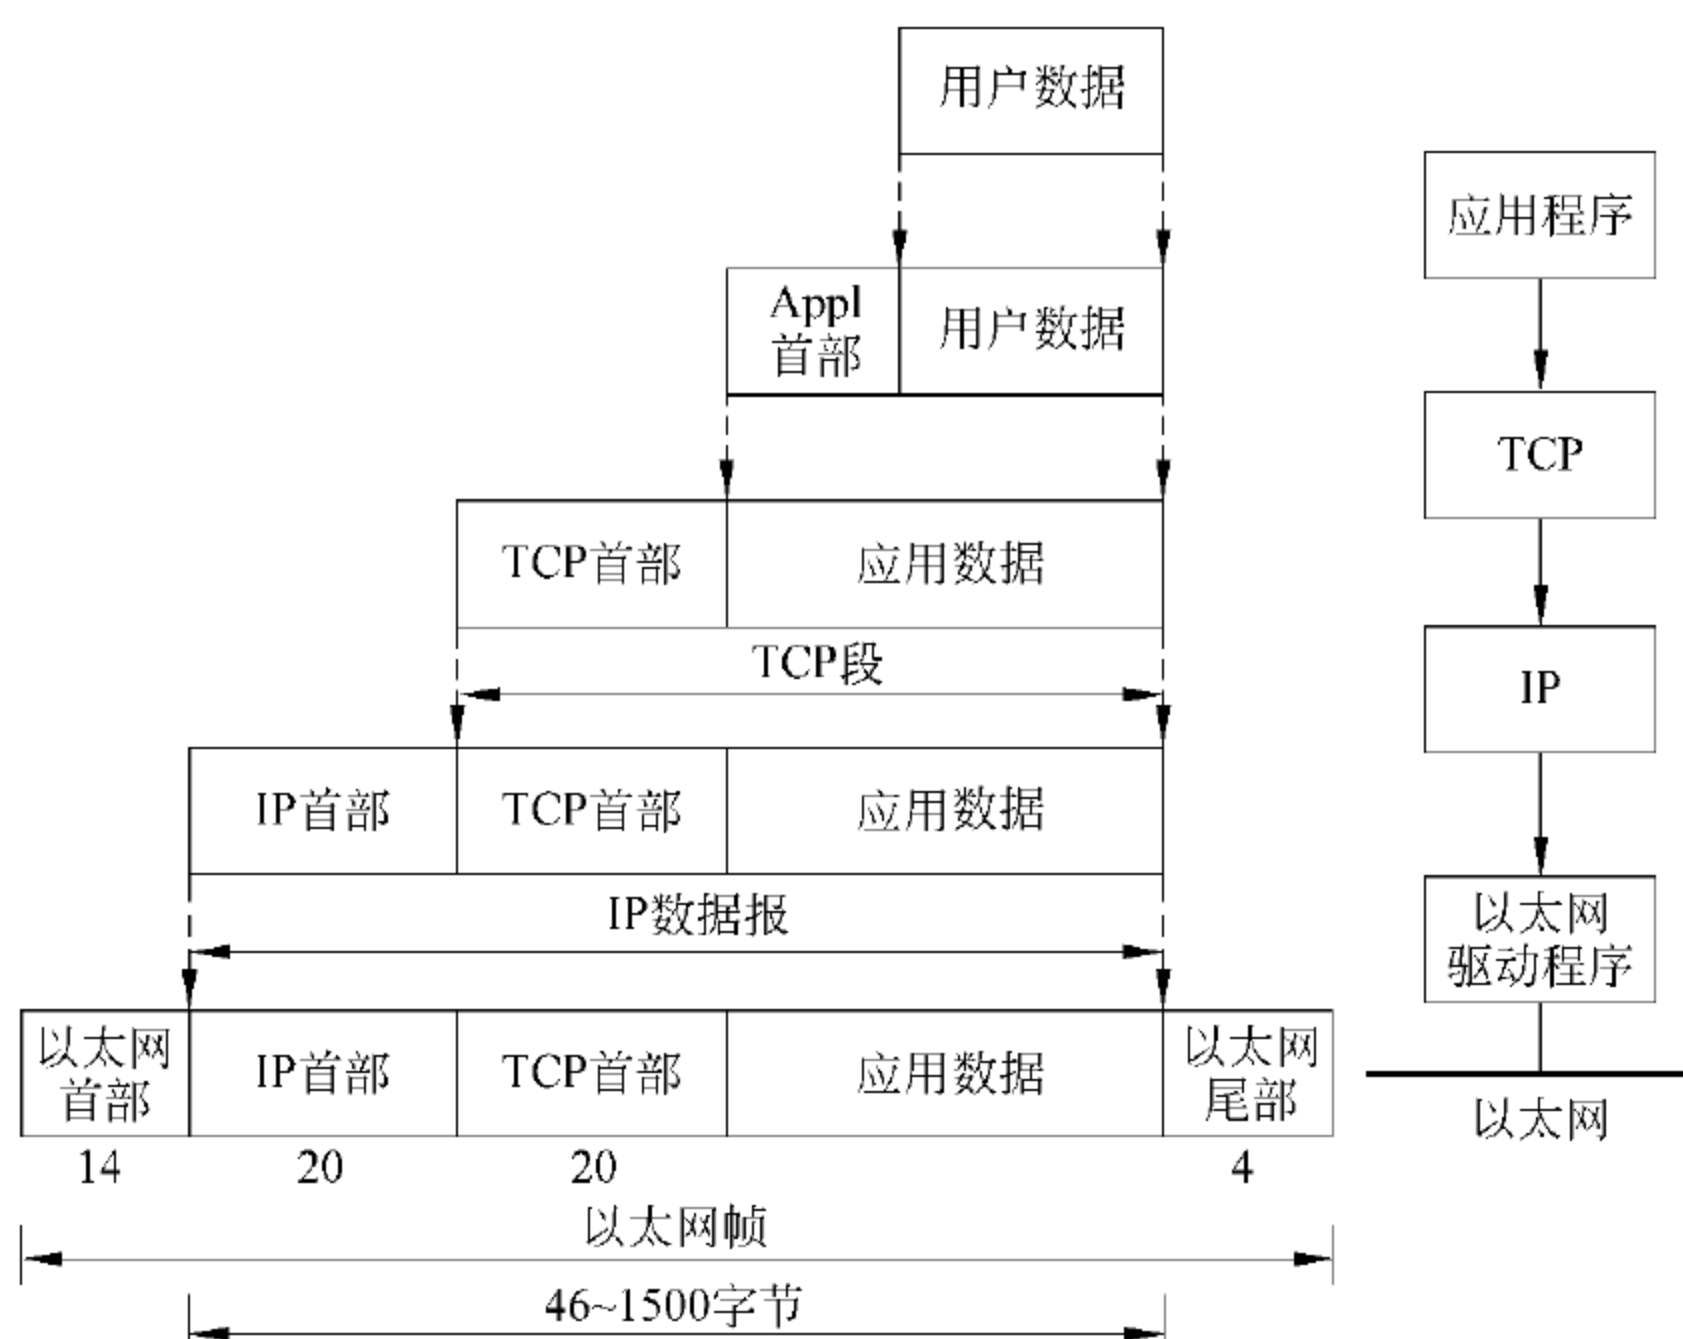 用户数据
应用程序
Appl
首部
用户数据
TCP
TCP首部
应用数据
TCP段
IP
IP首部
TCP首部
应用数据
IP数据报
以太网
驱动程序
以太网
首部
IP首部
TCP首部
应用数据
以太网
尾部
以太网
14
20
20
4
以太网帧
46~1500字节